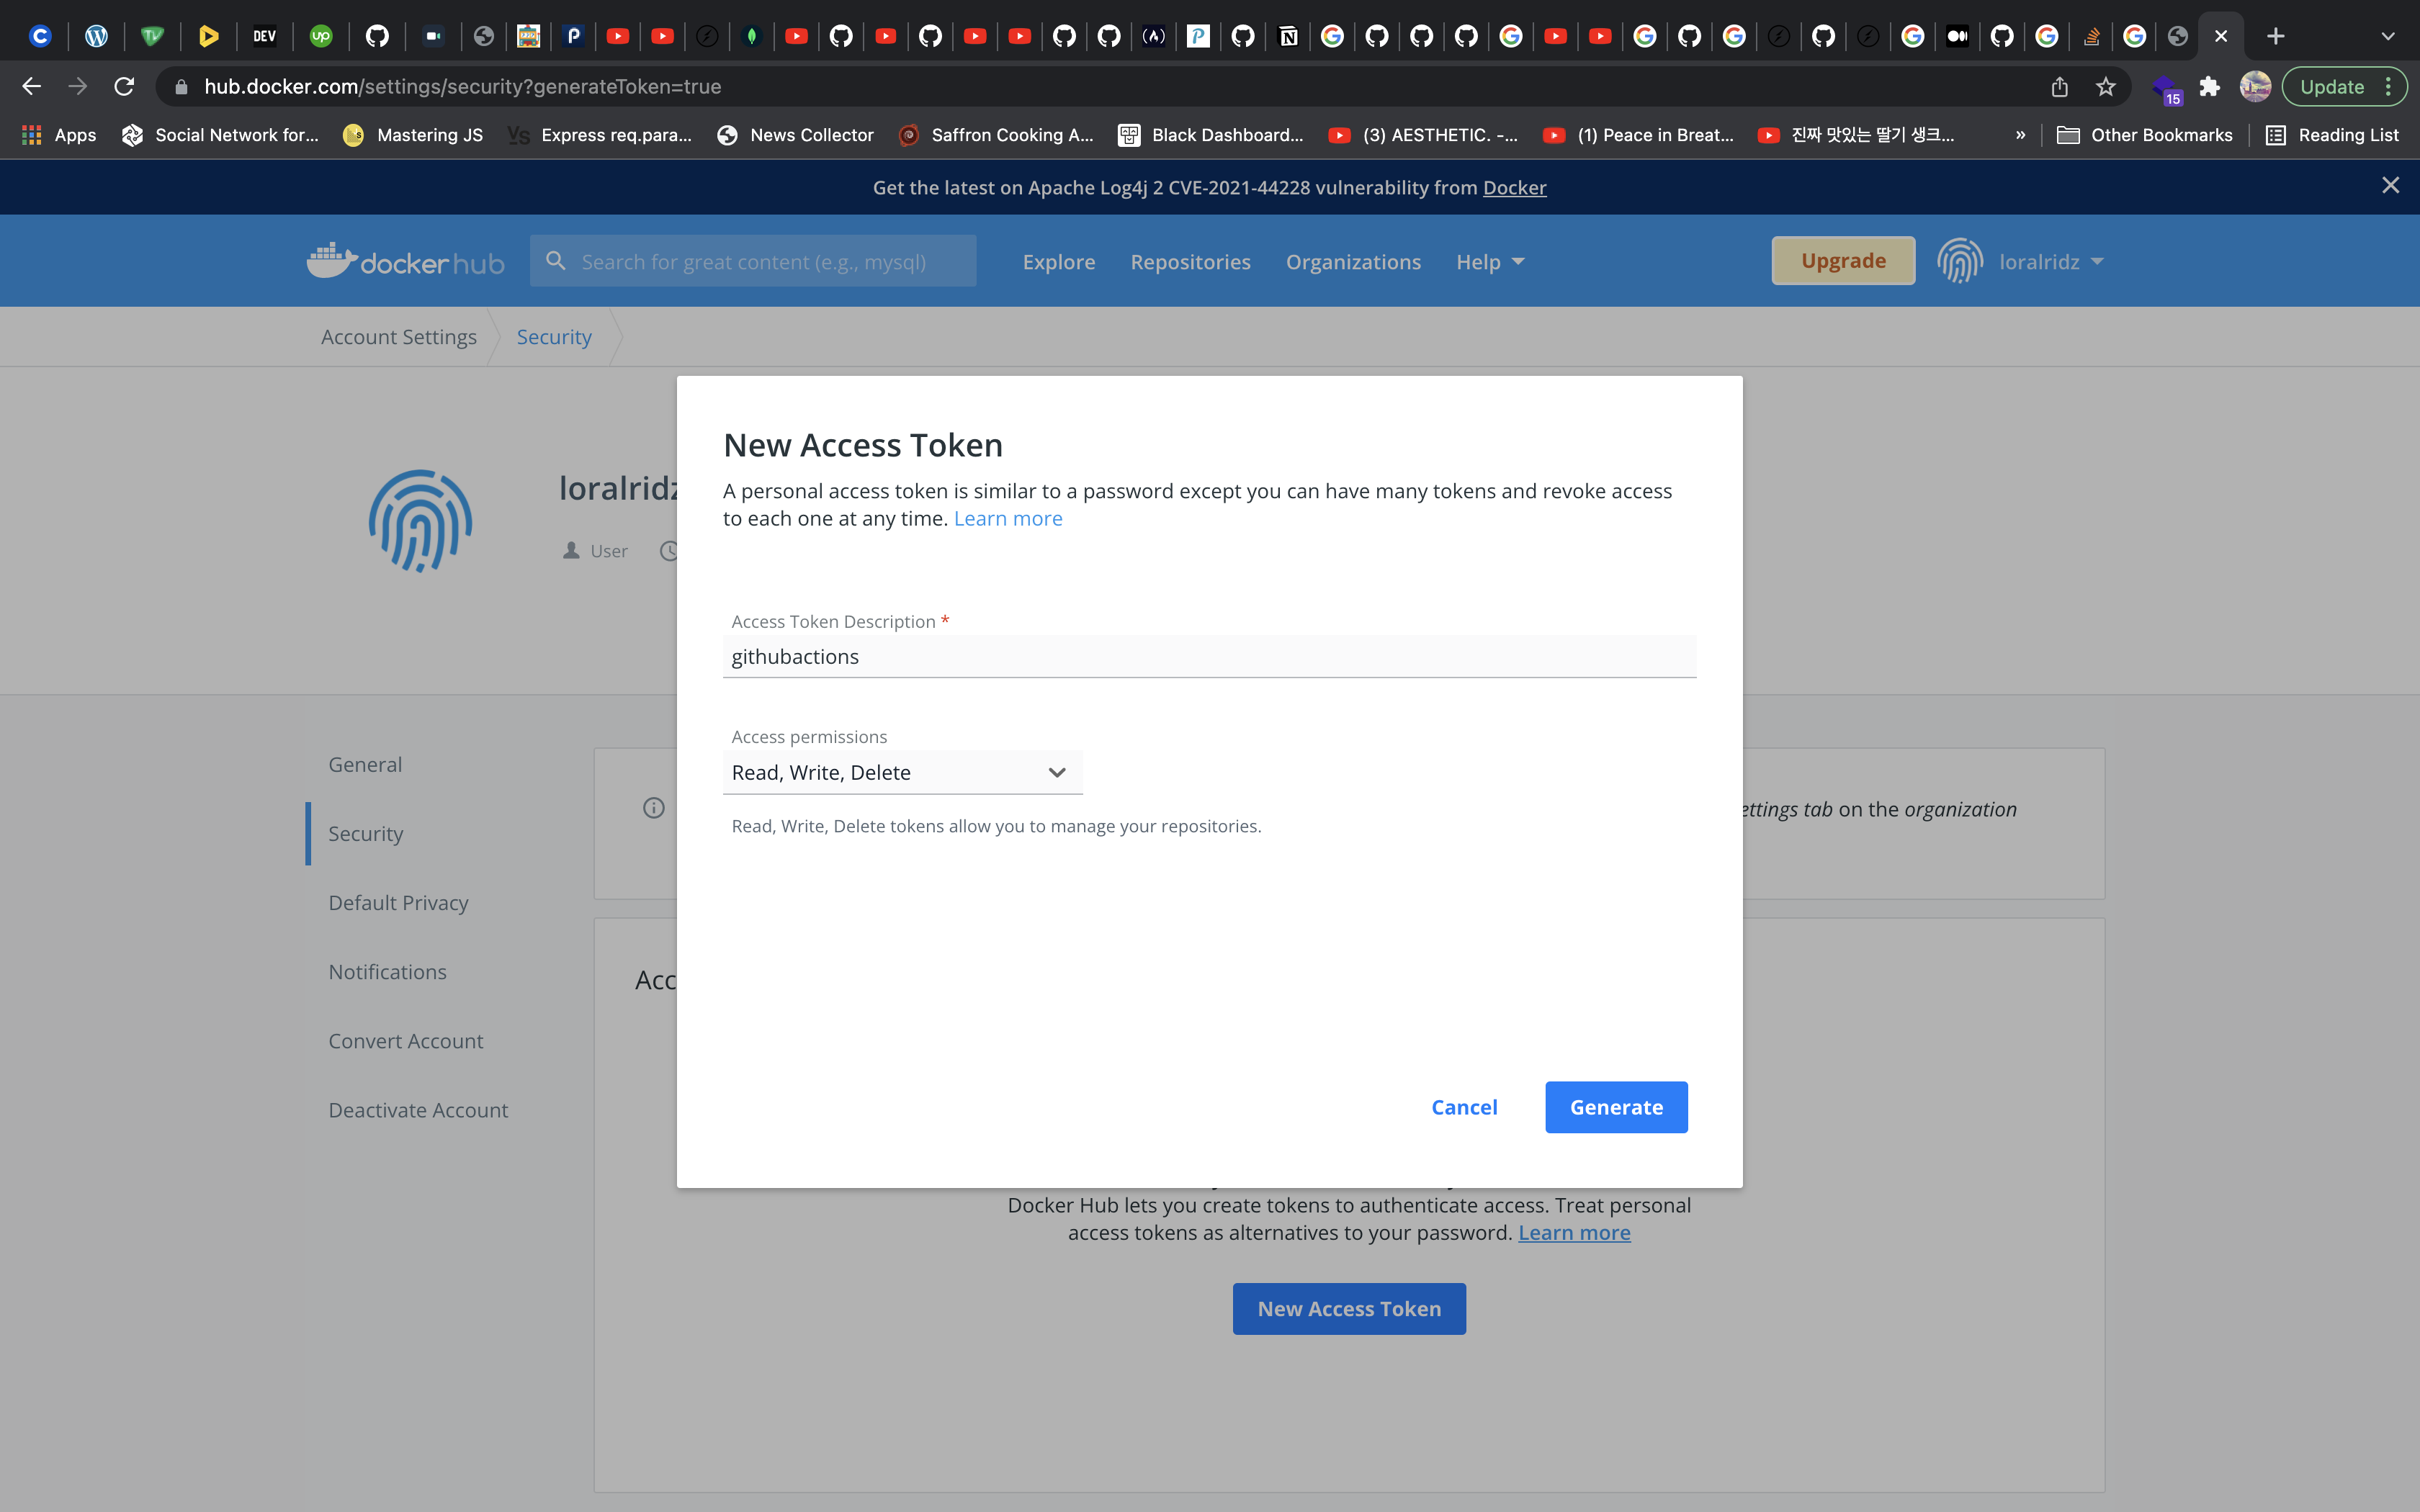 DEV
hub.docker.com/settings/security?generateToken=true
15
Update
Apps
Social Network for...
Mastering JS
Express req.para...
News Collector
Saffron Cooking A...
Black Dashboard...
(3) AESTHETIC. -...
(1) Peace in Breat...
진짜 맛있는 딸기 생크...
»
Other Bookmarks
Reading List
Get the latest on Apache Log4j 2 CVE-2021-44228 vulnerability from Docker
docker hub
Search for great content (e.g., mysql)
Explore
Repositories
Organizations
Help
Upgrade
loralridz
Account Settings
Security
loralridz
User
New Access Token
A personal access token is similar to a password except you can have many tokens and revoke access
to each one at any time. Learn more
Access Token Description *
githubactions
Access permissions
Read, Write, Delete
Read, Write, Delete tokens allow you to manage your repositories.
Cancel
Generate
General
Security
Default Privacy
Notifications
Convert Account
Deactivate Account
ettings tab on the organization
Acc
Docker Hub lets you create tokens to authenticate access. Treat personal
access tokens as alternatives to your password. Learn more
New Access Token